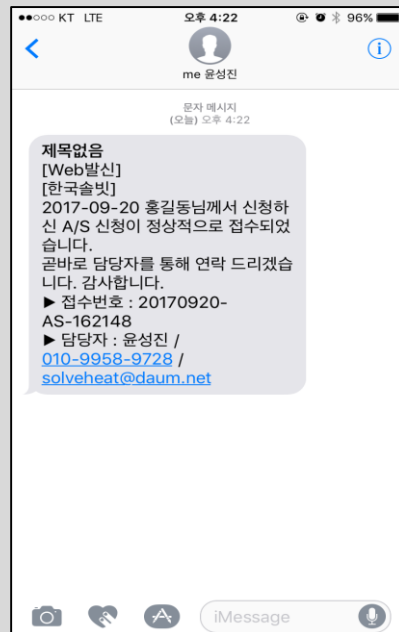 KT LTE 오후 4:22 96%
me 윤성진
문자 메시지
(오늘) 오후 4:22
제목없음
[Web발신]
[한국솔빗]
2017-09-20 홍길동님께서 신청하
신 A/S 신청이 정상적으로 접수되었
습니다.
곧바로 담당자를 통해 연락 드리겠습
니다. 감사합니다.
▶ 접수번호 : 20170920-
AS-162148
▶ 담당자 : 윤성진 /
010-9958-9728 /
solveheat@daum.net
iMessage